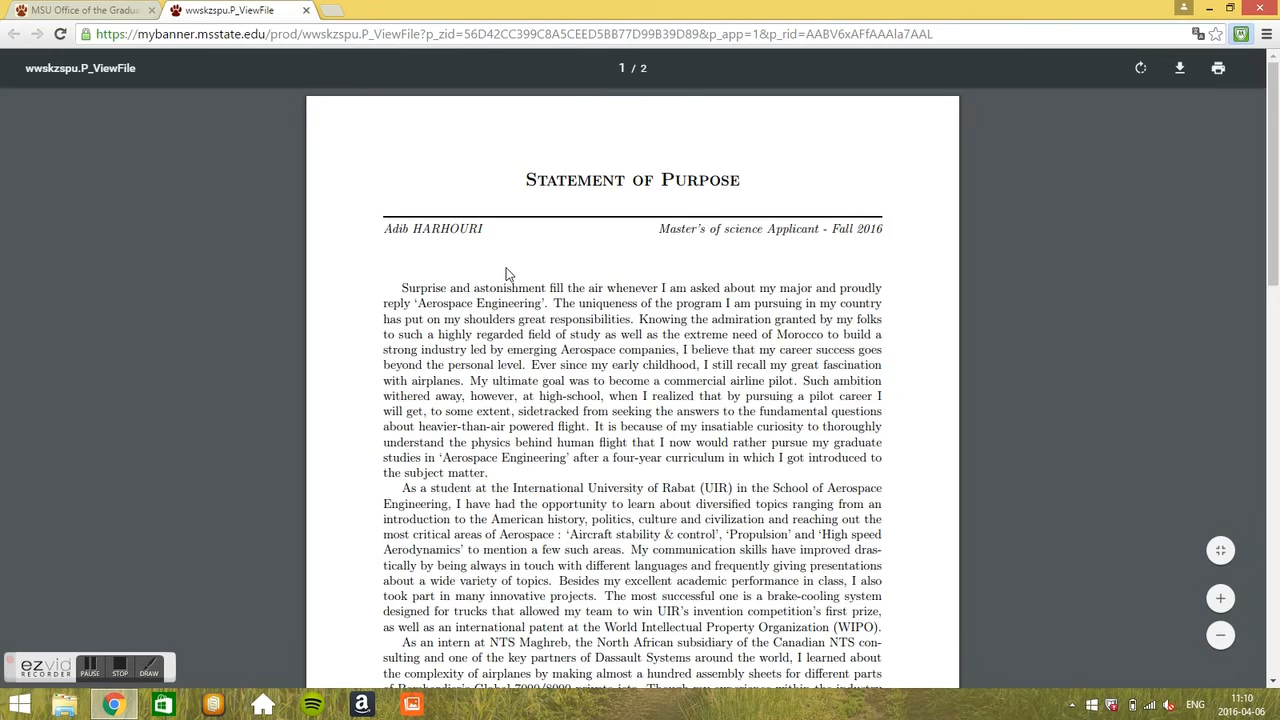 MSU Office of the Gradua
wwskzspu.P_ViewFile
https://mybanner.msstate.edu/prod/wwskzspu.P_ViewFile?p_zid=56D42CC399C8A5CEED5BB77D99B39D89&p_app=1&p_rid=AABV6xAFfAAAla7AAL
wwskzspu.P_ViewFile
1 / 2
STATEMENT OF PURPOSE
Adib HARHOURI
Master's of science Applicant - Fall 2016
Surprise and astonishment fill the air whenever I am asked about my major and proudly
reply 'Aerospace Engineering'. The uniqueness of the program I am pursuing in my country
has put on my shoulders great responsibilities. Knowing the admiration granted by my folks
to such a highly regarded field of study as well as the extreme need of Morocco to build a
strong industry led by emerging Aerospace companies, I believe that my career success goes
beyond the personal level. Ever since my early childhood, I still recall my great fascination
with airplanes. My ultimate goal was to become a commercial airline pilot. Such ambition
withered away, however, at high-school, when I realized that by pursuing a pilot career I
will get, to some extent, sidetracked from seeking the answers to the fundamental questions
about heavier-than-air powered flight. It is because of my insatiable curiosity to thoroughly
understand the physics behind human flight that I now would rather pursue my graduate
studies in 'Aerospace Engineering' after a four-year curriculum in which I got introduced to
the subject matter.
As a student at the International University of Rabat (UIR) in the School of Aerospace
Engineering, I have had the opportunity to learn about diversified topics ranging from an
introduction to the American history, politics, culture and civilization and reaching out the
most critical areas of Aerospace : 'Aircraft stability & control', 'Propulsion' and 'High speed
Aerodynamics' to mention a few such areas. My communication skills have improved dras-
tically by being always in touch with different languages and frequently giving presentations
about a wide variety of topics. Besides my excellent academic performance in class, I also
took part in many innovative projects. The most successful one is a brake-cooling system
designed for trucks that allowed my team to win UIR's invention competition's first prize,
as well as an international patent at the World Intellectual Property Organization (WIPO).
As an intern at NTS Maghreb, the North African subsidiary of the Canadian NTS con-
sulting and one of the key partners of Dassault Systems around the world, I learned about
the complexity of airplanes by making almost a hundred assembly sheets for different parts
ezvid
RECORDER
PAUSE
STOP
DRAW
ENG
11:10
2016-04-06